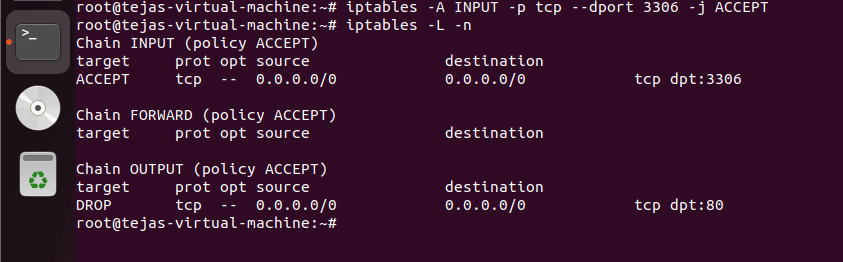 root@tejas-virtual-machine:~# iptables -A INPUT -p tcp --dport 3306 -j ACCEPT
root@tejas-virtual-machine:~# iptables -L -n
Chain INPUT (policy ACCEPT)
target     prot opt source               destination
ACCEPT     tcp  --  0.0.0.0/0            0.0.0.0/0            tcp dpt:3306

Chain FORWARD (policy ACCEPT)
target     prot opt source               destination

Chain OUTPUT (policy ACCEPT)
target     prot opt source               destination
DROP       tcp  --  0.0.0.0/0            0.0.0.0/0            tcp dpt:80
root@tejas-virtual-machine:~#